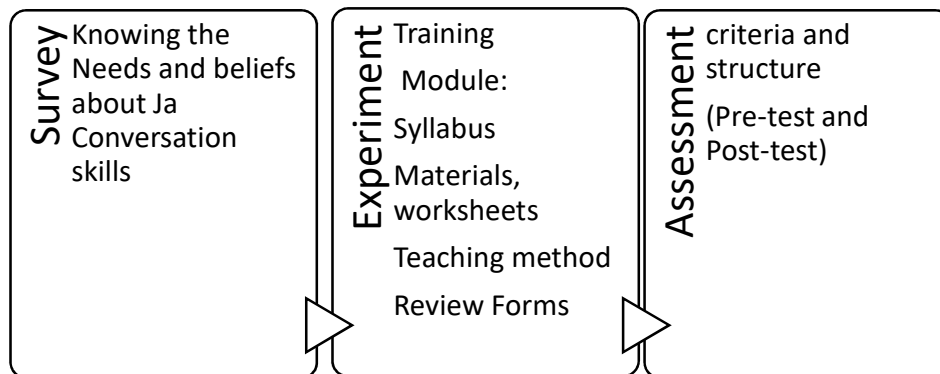 Survey
Knowing the
Needs and beliefs
about Ja
Conversation
skills
Experiment
Training
Module:
Syllabus
Materials,
worksheets
Teaching method
Review Forms
Assessment
criteria and
structure
(Pre-test and
Post-test)